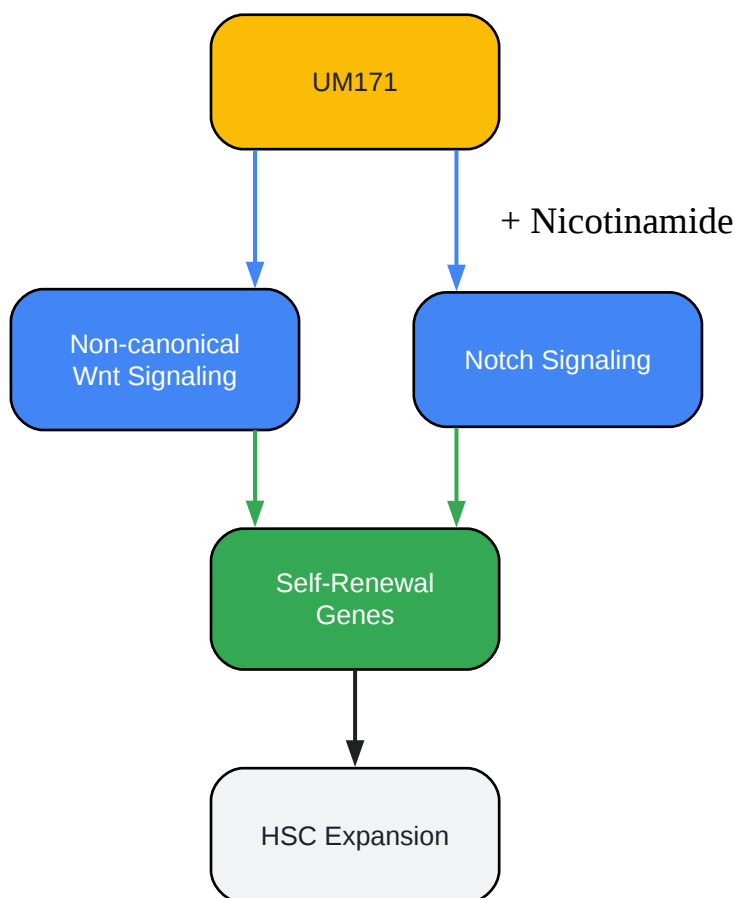 UM171
+ Nicotinamide
Non-canonical
Wnt Signaling
Notch Signaling
Self-Renewal
Genes
HSC Expansion